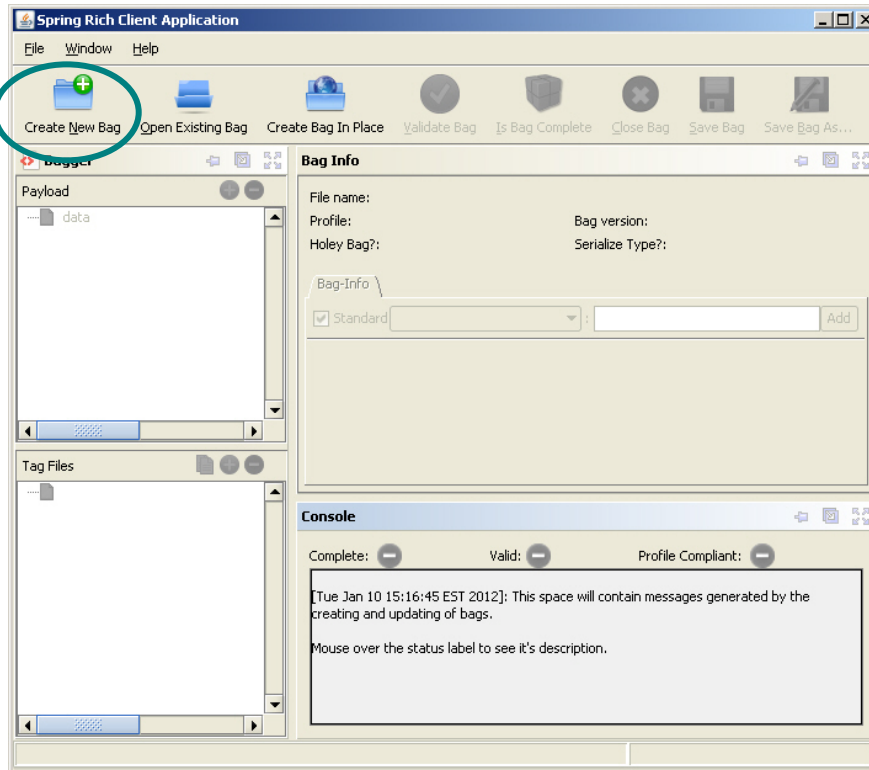 Spring Rich Client Application
File Window Help
Create New Bag Open Existing Bag Create Bag In Place Validate Bag Is Bag Complete Close Bag Save Bag Save Bag As...
Bagger
Payload
data
Tag Files
Bag Info
File name:
Profile: Bag version:
Holey Bag?: Serialize Type?:
Bag-Info
Standard : Add
Console
Complete: Valid: Profile Compliant:
[Tue Jan 10 15:16:45 EST 2012]: This space will contain messages generated by the
creating and updating of bags.
Mouse over the status label to see it's description.